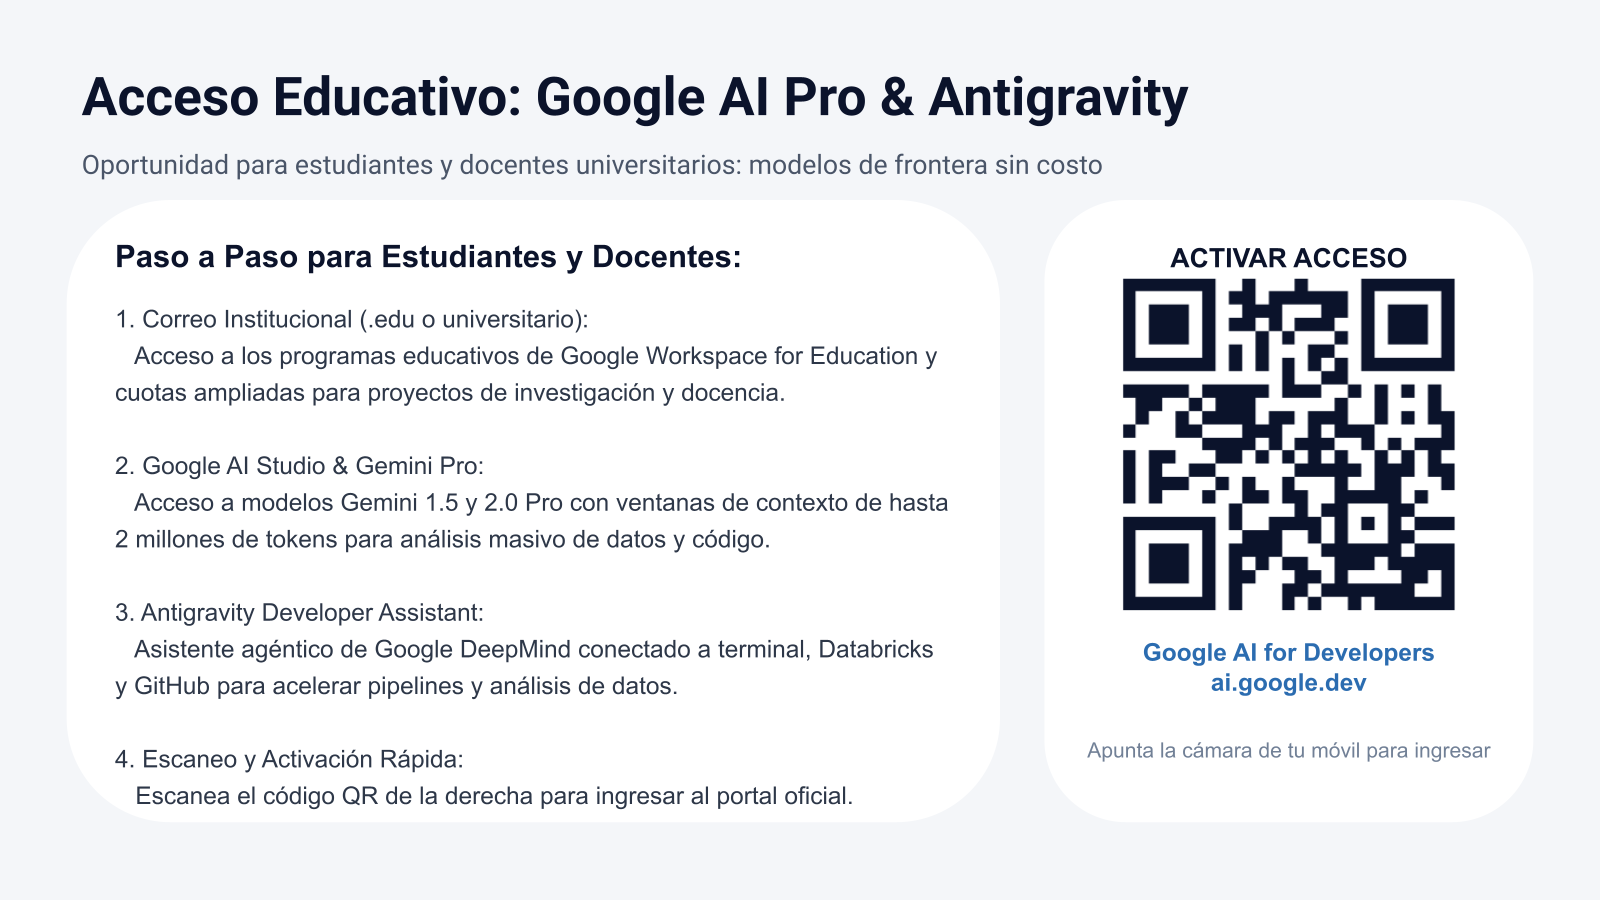 Acceso Educativo: Google AI Pro & Antigravity
Oportunidad para estudiantes y docentes universitarios: modelos de frontera sin costo
Paso a Paso para Estudiantes y Docentes:
1. Correo Institucional (.edu o universitario):
Acceso a los programas educativos de Google Workspace for Education y
cuotas ampliadas para proyectos de investigación y docencia.
2. Google AI Studio & Gemini Pro:
Acceso a modelos Gemini 1.5 y 2.0 Pro con ventanas de contexto de hasta
2 millones de tokens para análisis masivo de datos y código.
3. Antigravity Developer Assistant:
Asistente agéntico de Google DeepMind conectado a terminal, Databricks
y GitHub para acelerar pipelines y análisis de datos.
4. Escaneo y Activación Rápida:
Escanea el código QR de la derecha para ingresar al portal oficial.
ACTIVAR ACCESO
Google AI for Developers
ai.google.dev
Apunta la cámara de tu móvil para ingresar